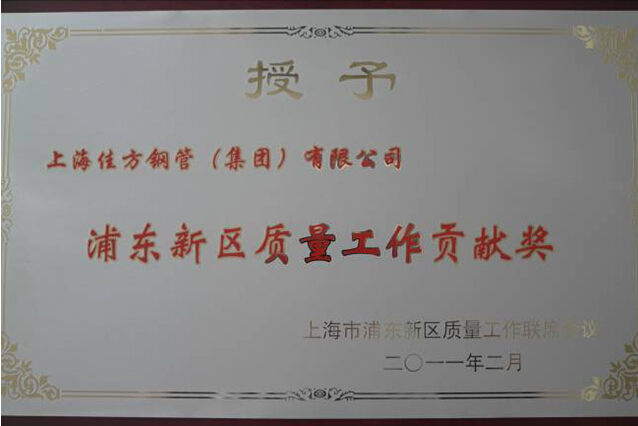 授予
上海佳方钢管（集团）有限公司
浦东新区质量工作贡献奖
上海市浦东新区质量工作联席会议
二〇一一年二月